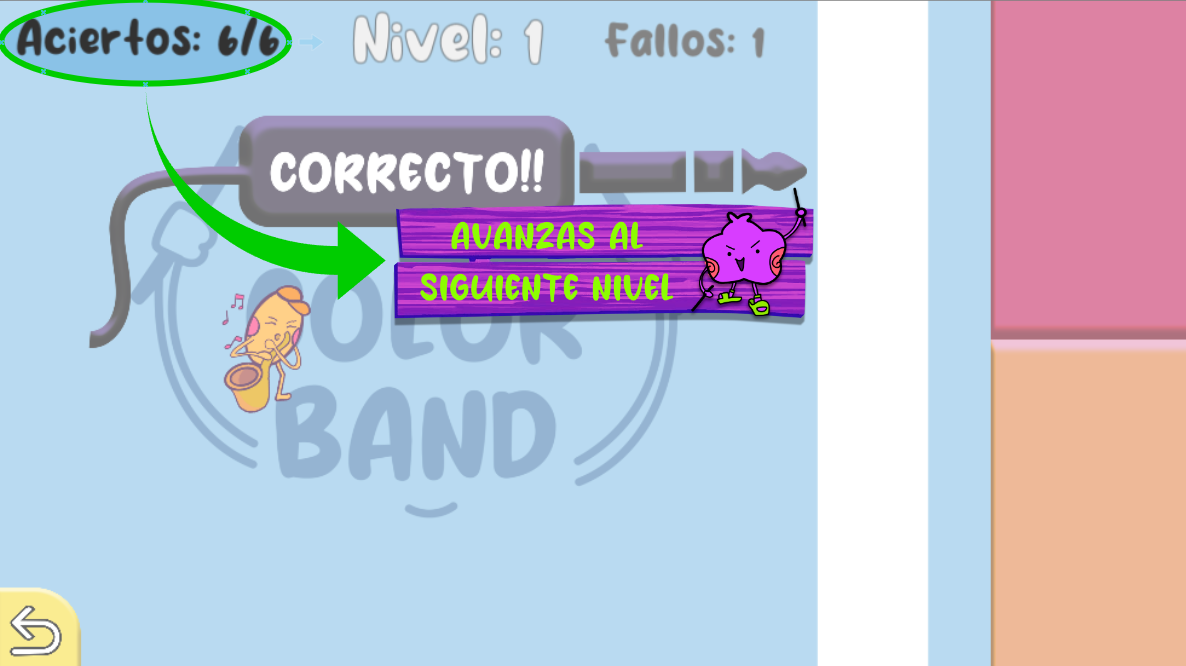 Aciertos: 6/6
Nivel: 1
Fallos: 1
CORRECTO!!
AVANZAS AL
SIGUIENTE NIVEL
COLOR
BAND